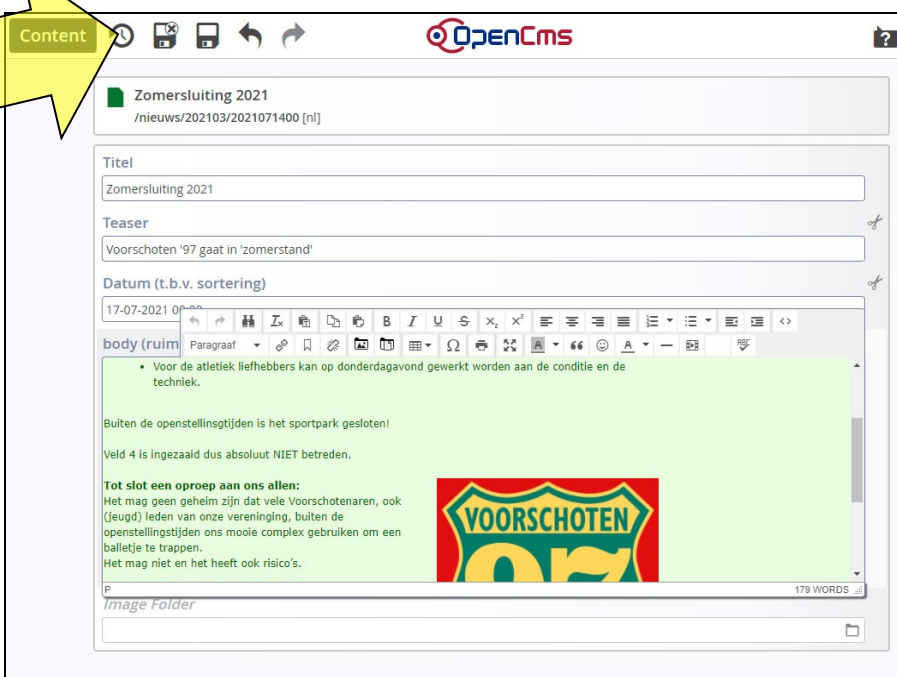 Content
OpenCms
Zomersluiting 2021
/nieuws/202103/2021071400 [nl]
Titel
Zomersluiting 2021
Teaser
Voorschoten '97 gaat in 'zomerstand'
Datum (t.b.v. sortering)
17-07-2021
body (ruim
Paragraaf
• Voor de atletiek liefhebbers kan op donderdagavond gewerkt worden aan de conditie en de
techniek.
Buiten de openstellinsgtijden is het sportpark gesloten!
Veld 4 is ingezaaid dus absoluut NIET betreden.
Tot slot een oproep aan ons allen:
Het mag geen geheim zijn dat vele Voorschotenaren, ook
(jeugd) leden van onze vereninging, buiten de
openstellingstijden ons mooie complex gebruiken om een
balletje te trappen.
Het mag niet en het heeft ook risico's.
VOORSCHOTEN
97
P
179 WORDS
Image Folder